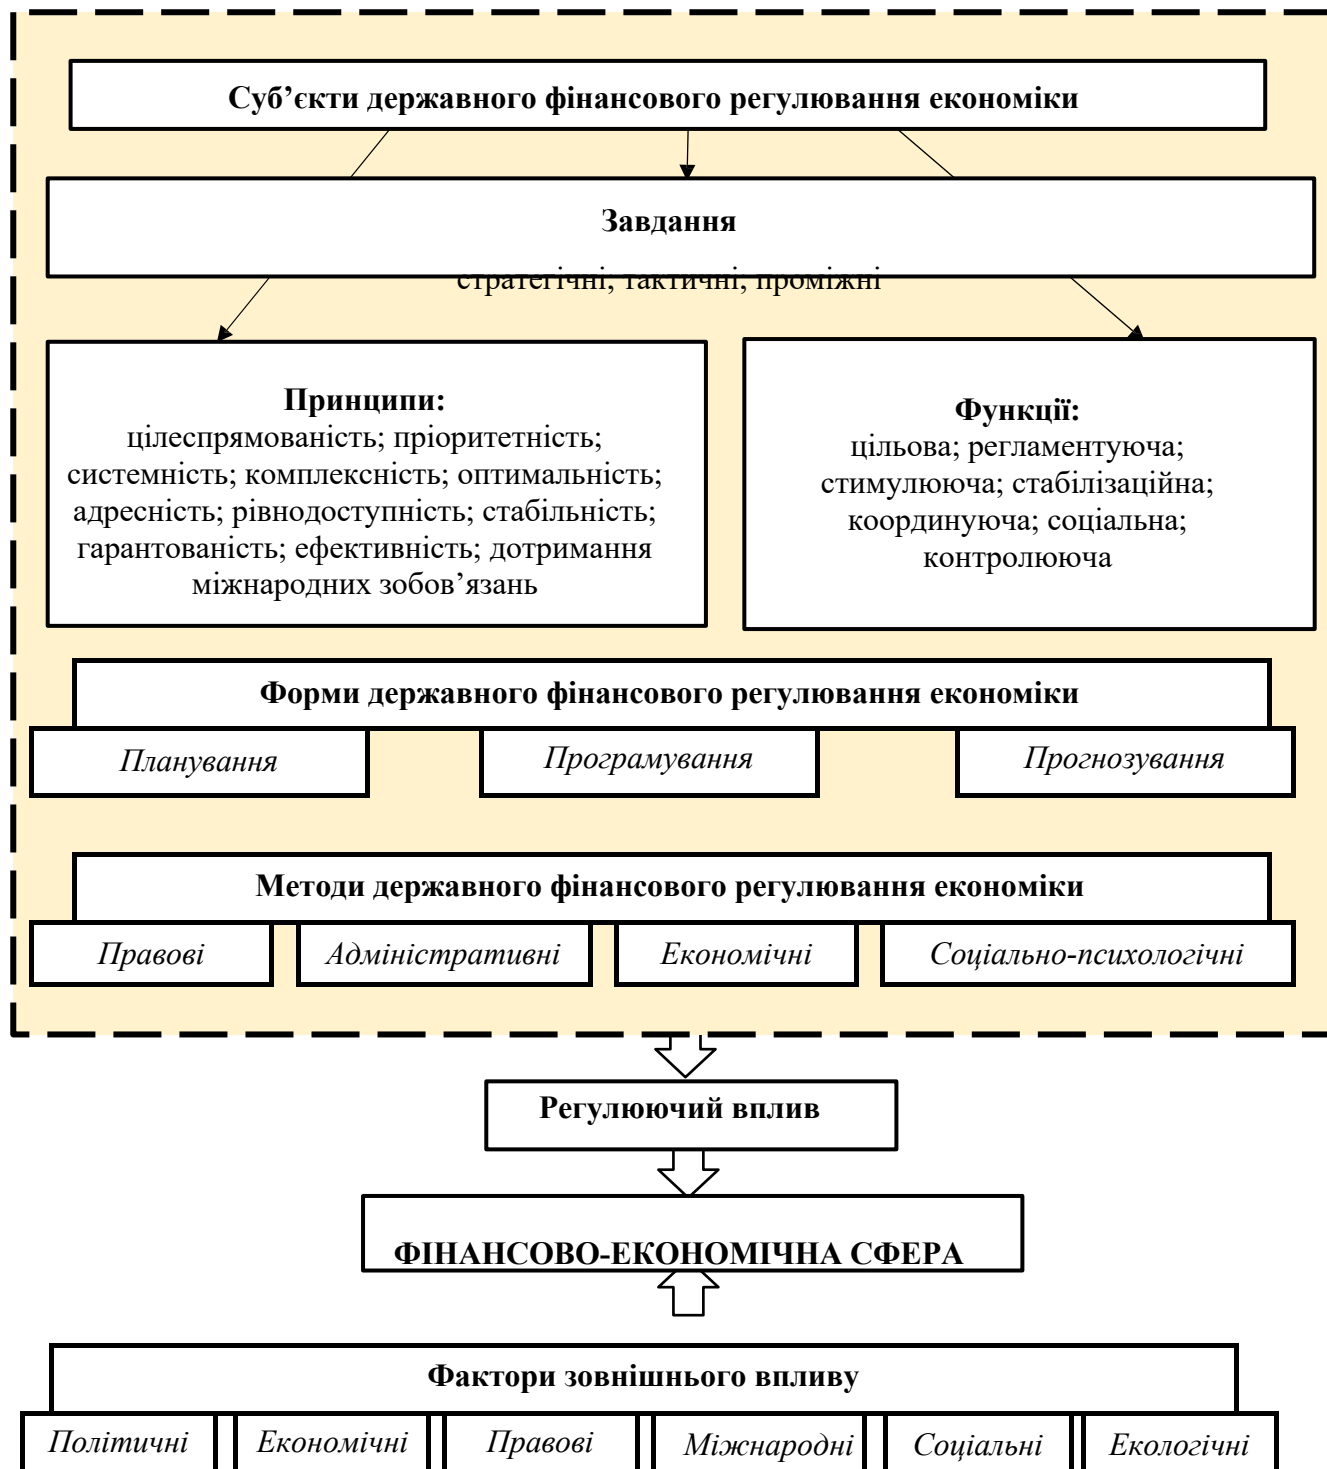 Суб’єкти державного фінансового регулювання економіки
Завдання
стратегічні; тактичні; проміжні
Принципи:
цілеспрямованість; пріоритетність;
системність; комплексність; оптимальність;
адресність; рівнодоступність; стабільність;
гарантованість; ефективність; дотримання
міжнародних зобов’язань
Функції:
цільова; регламентуюча;
стимулююча; стабілізаційна;
координуюча; соціальна;
контролююча
Форми державного фінансового регулювання економіки
Планування
Програмування
Прогнозування
Методи державного фінансового регулювання економіки
Правові
Адміністративні
Економічні
Соціально-психологічні
Регулюючий вплив
ФІНАНСОВО-ЕКОНОМІЧНА СФЕРА
Фактори зовнішнього впливу
Політичні
Економічні
Правові
Міжнародні
Соціальні
Екологічні